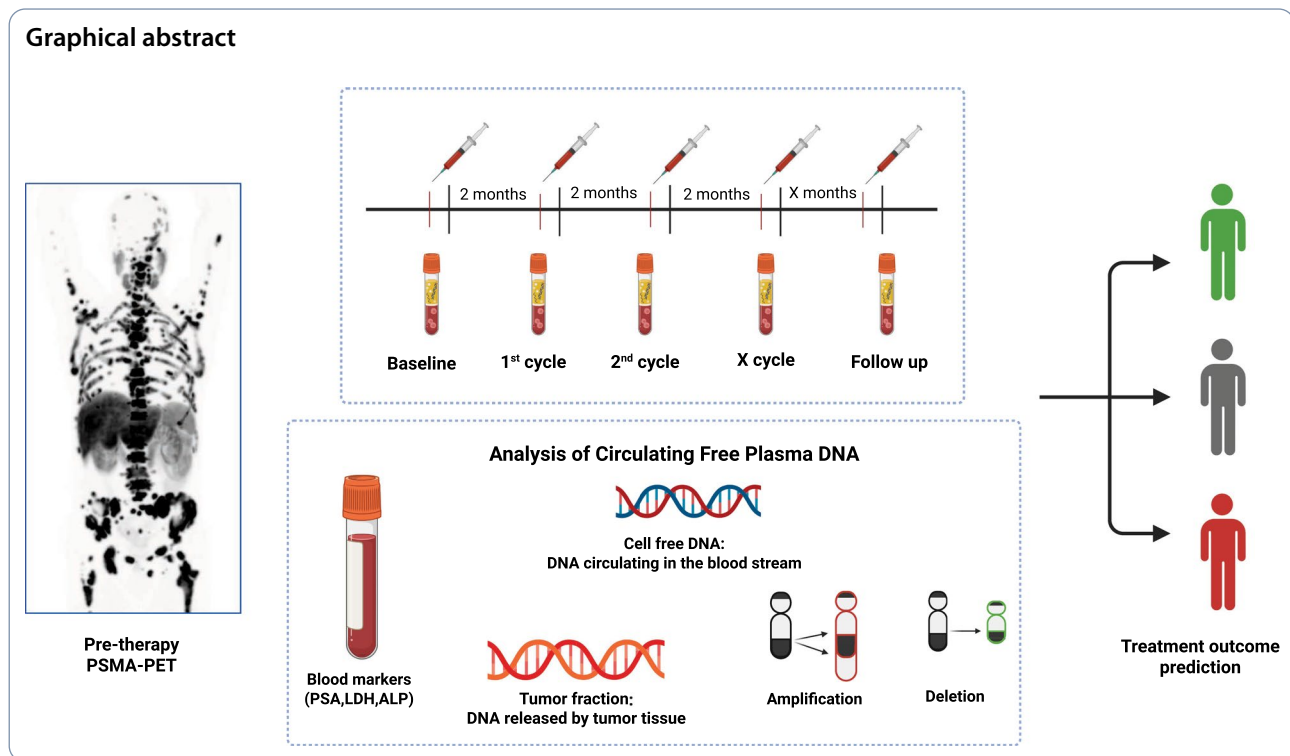 Graphical abstract
2 months
2 months
2 months
X months
Baseline
1st cycle
2nd cycle
X cycle
Follow up
Pre-therapy
PSMA-PET
Analysis of Circulating Free Plasma DNA
Cell free DNA:
DNA circulating in the blood stream
Blood markers
(PSA,LDH,ALP)
Tumor fraction:
DNA released by tumor tissue
Amplification
Deletion
Treatment outcome
prediction